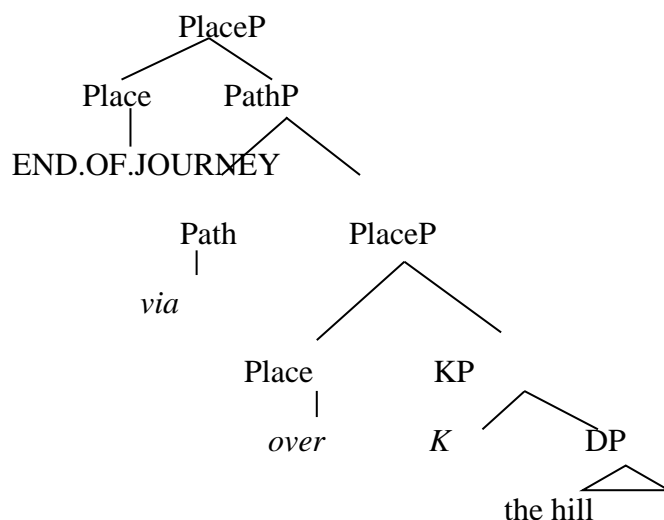 PlaceP
Place PathP
END.OF.JOURNEY
Path PlaceP
via
Place KP
over K DP
the hill